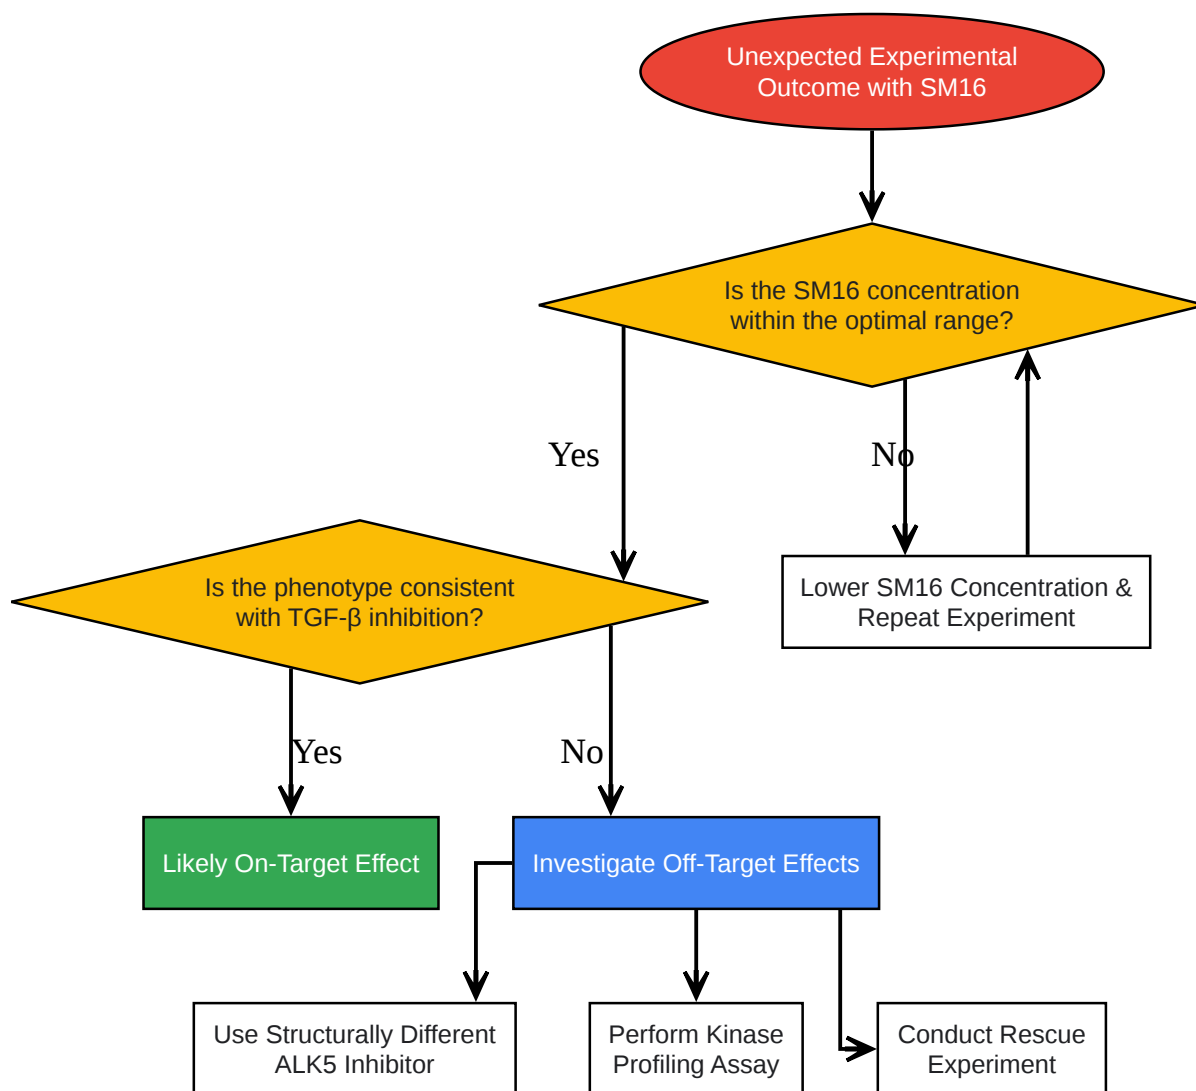 Unexpected Experimental
Outcome with SM16
Is the SM16 concentration
within the optimal range?
Yes
No
Lower SM16 Concentration &
Repeat Experiment
Is the phenotype consistent
with TGF-β inhibition?
Yes
No
Likely On-Target Effect
Investigate Off-Target Effects
Use Structurally Different
ALK5 Inhibitor
Perform Kinase
Profiling Assay
Conduct Rescue
Experiment